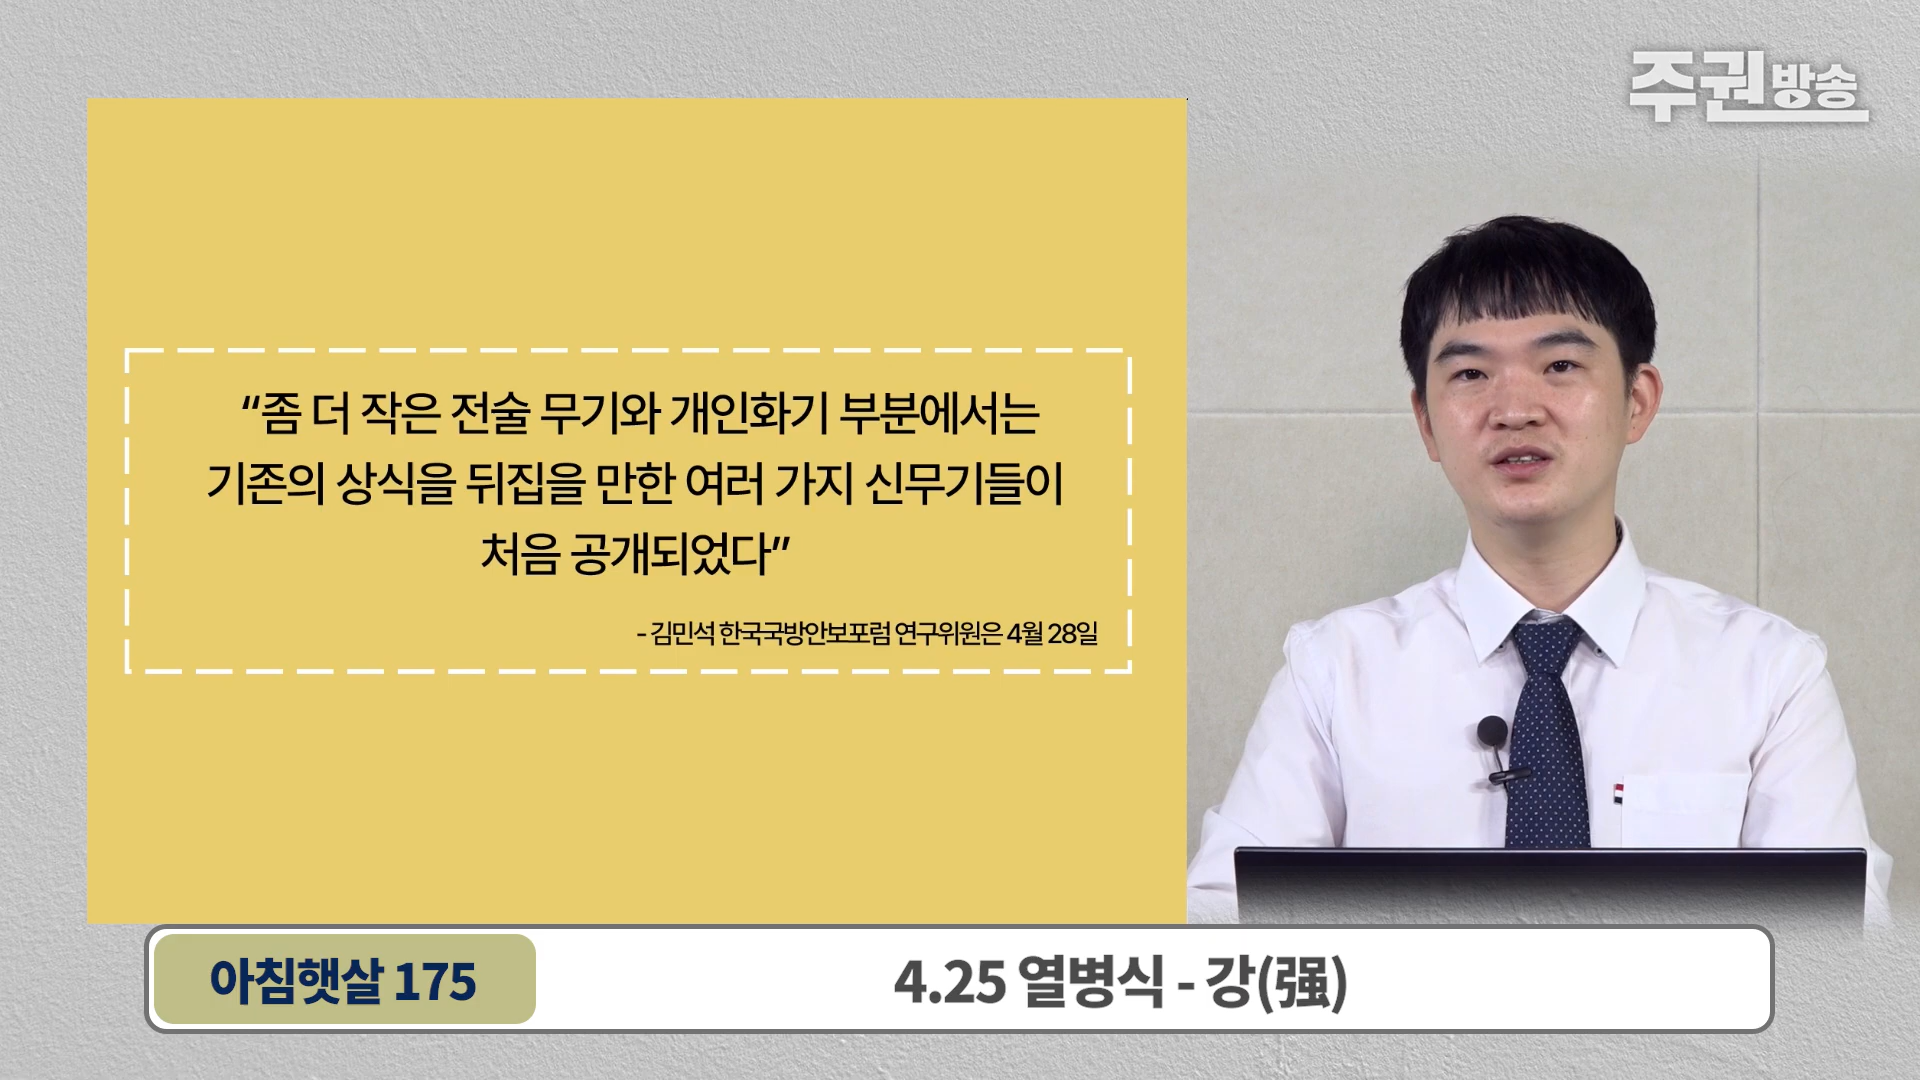 주권방송
“좀 더 작은 전술 무기와 개인화기 부분에서는
기존의 상식을 뒤집을 만한 여러 가지 신무기들이
처음 공개되었다”
- 김민석 한국국방안보포럼 연구위원은 4월 28일
아침햇살 175
4.25 열병식 - 강(强)